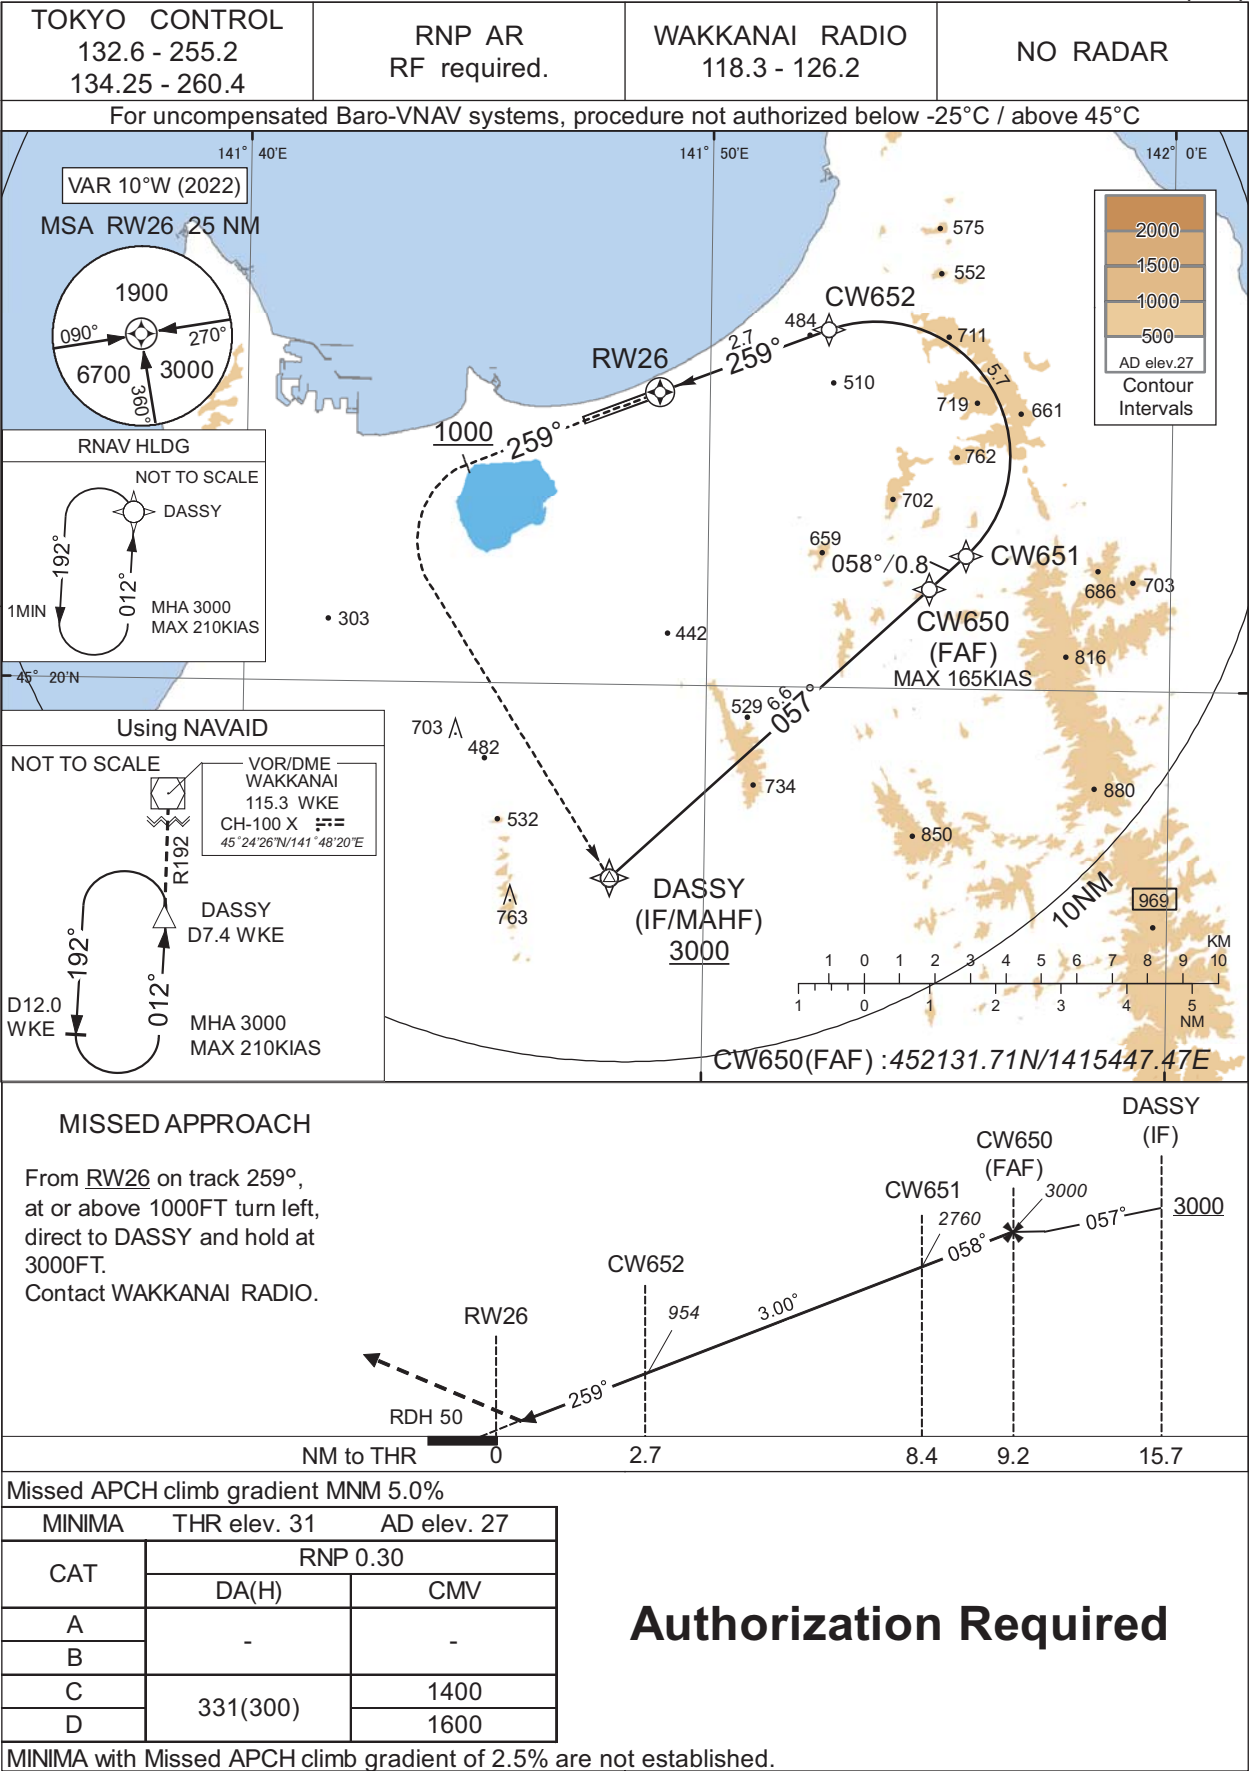 TOKYO CONTROL
132.6 - 255.2
134.25 - 260.4
RNP AR
RF required.
WAKKANAI RADIO
118.3 - 126.2
NO RADAR
For uncompensated Baro-VNAV systems, procedure not authorized below -25°C / above 45°C
141° 40'E
141° 50'E
142° 0'E
VAR 10°W (2022)
MSA RW26 25 NM
1900
090°
270°
6700
3000
360°
575
552
2000
1500
1000
500
AD elev.27
Contour
Intervals
CW652
484
2.7
259°
RW26
711
5.7
510
719
661
1000
259°
762
702
RNAV HLDG
NOT TO SCALE
DASSY
192°
012°
1MIN
MHA 3000
MAX 210KIAS
659
058°/0.8
CW651
686
703
CW650
(FAF)
MAX 165KIAS
303
442
816
45° 20'N
529
6.6
057°
703
482
734
880
532
850
763
DASSY
(IF/MAHF)
3000
10NM
969
Using NAVAID
NOT TO SCALE
VOR/DME
WAKKANAI
115.3 WKE
CH-100 X
45°24'26"N/141°48'20"E
R192
DASSY
D7.4 WKE
192°
012°
D12.0
WKE
MHA 3000
MAX 210KIAS
KM
1 0 1 2 3 4 5 6 7 8 9 10
1 0 1 2 3 4 5
NM
CW650(FAF) :452131.71N/1415447.47E
MISSED APPROACH
From RW26 on track 259°,
at or above 1000FT turn left,
direct to DASSY and hold at
3000FT.
Contact WAKKANAI RADIO.
DASSY
(IF)
CW650
(FAF)
CW651
3000
3000
2760
057°
058°
CW652
954
3.00°
RW26
259°
RDH 50
NM to THR 0 2.7 8.4 9.2 15.7
Missed APCH climb gradient MNM 5.0%
MINIMA THR elev. 31 AD elev. 27
CAT
RNP 0.30
DA(H) CMV
A
B
- -
C
D
331(300)
1400
1600
Authorization Required
MINIMA with Missed APCH climb gradient of 2.5% are not established.